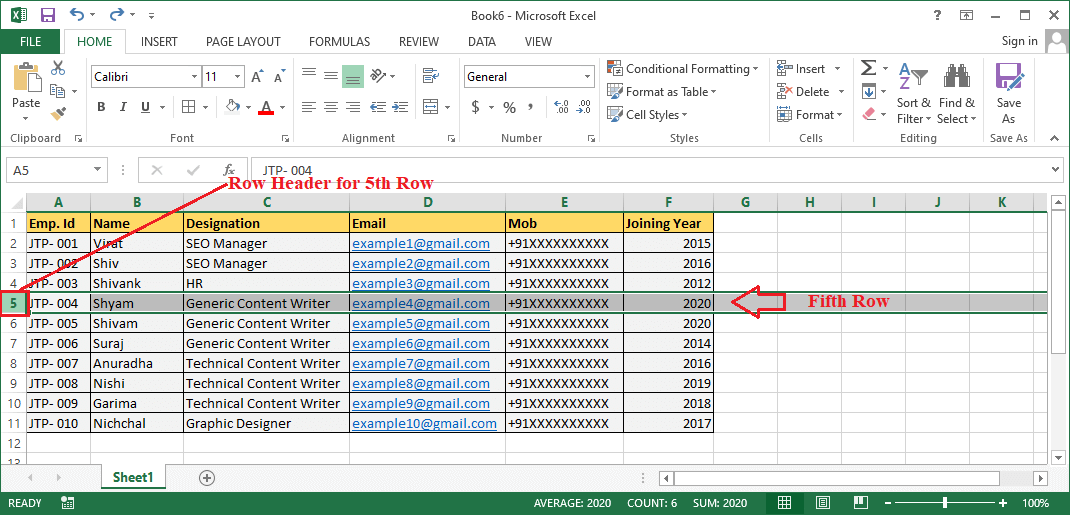 Book6 - Microsoft Excel
?
FILE HOME INSERT PAGE LAYOUT FORMULAS REVIEW DATA VIEW Sign in
Calibri 11 General Conditional Formatting Insert
Format as Table Delete
Paste B I U A $ % , Cell Styles Format Sort & Filter Find & Select Save As
Clipboard Font Alignment Number Styles Cells Editing Save As
A5 fx JTP- 004
Row Header for 5th Row
A B C D E F G H I J K
1 Emp. Id Name Designation Email Mob Joining Year
2 JTP- 001 Virat SEO Manager example1@gmail.com +91XXXXXXXXXX 2015
3 JTP- 002 Shiv SEO Manager example2@gmail.com +91XXXXXXXXXX 2016
4 JTP- 003 Shivank HR example3@gmail.com +91XXXXXXXXXX 2012
5 JTP- 004 Shyam Generic Content Writer example4@gmail.com +91XXXXXXXXXX 2020 Fifth Row
6 JTP- 005 Shivam Generic Content Writer example5@gmail.com +91XXXXXXXXXX 2020
7 JTP- 006 Suraj Generic Content Writer example6@gmail.com +91XXXXXXXXXX 2014
8 JTP- 007 Anuradha Technical Content Writer example7@gmail.com +91XXXXXXXXXX 2016
9 JTP- 008 Nishi Technical Content Writer example8@gmail.com +91XXXXXXXXXX 2019
10 JTP- 009 Garima Technical Content Writer example9@gmail.com +91XXXXXXXXXX 2018
11 JTP- 010 Nichchal Graphic Designer example10@gmail.com +91XXXXXXXXXX 2017
12
13
Sheet1
READY AVERAGE: 2020 COUNT: 6 SUM: 2020 100%